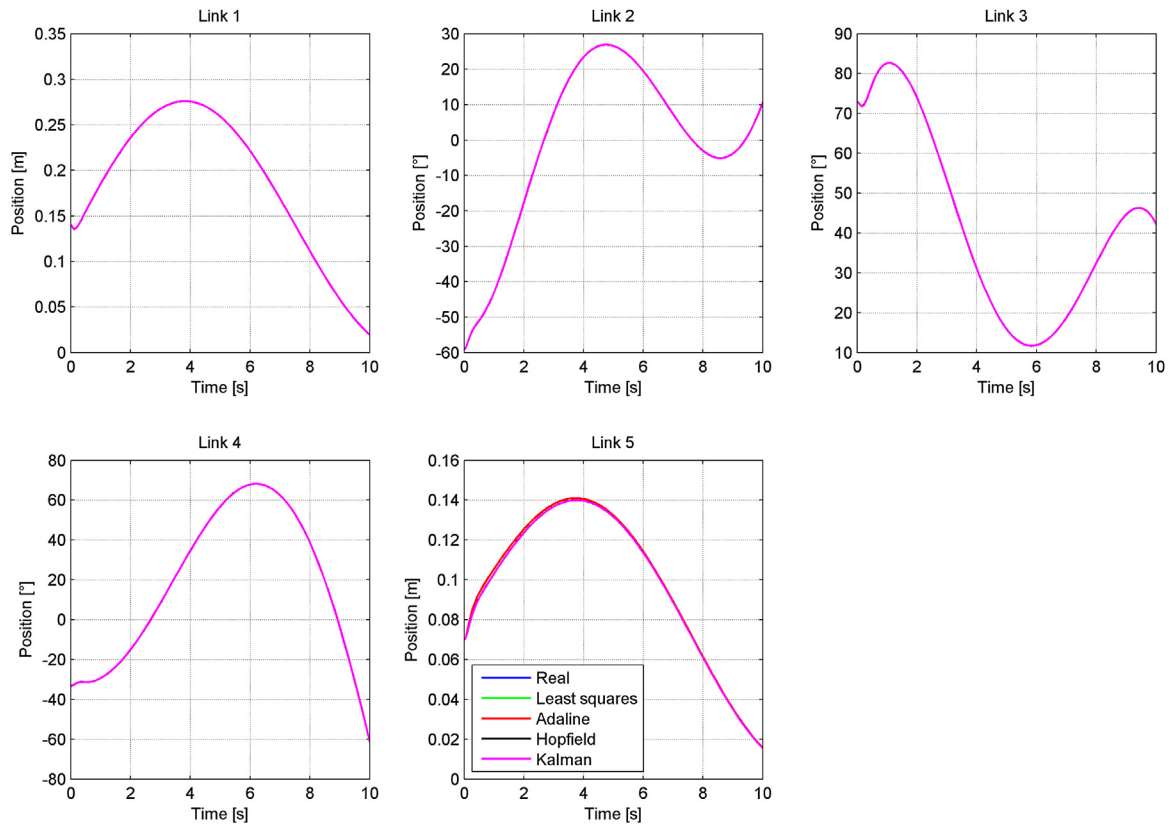 Link 1
0.35
0.3
0.25
0.2
0.15
0.1
0.05
0
Position [m]
0 2 4 6 8 10
Time [s]
Link 2
30
20
10
0
-10
-20
-30
-40
-50
-60
Position [°]
0 2 4 6 8 10
Time [s]
Link 3
90
80
70
60
50
40
30
20
10
Position [°]
0 2 4 6 8 10
Time [s]
Link 4
80
60
40
20
0
-20
-40
-60
-80
Position [°]
0 2 4 6 8 10
Time [s]
Link 5
0.16
0.14
0.12
0.1
0.08
0.06
0.04
0.02
0
Position [m]
Real
Least squares
Adaline
Hopfield
Kalman
0 2 4 6 8 10
Time [s]